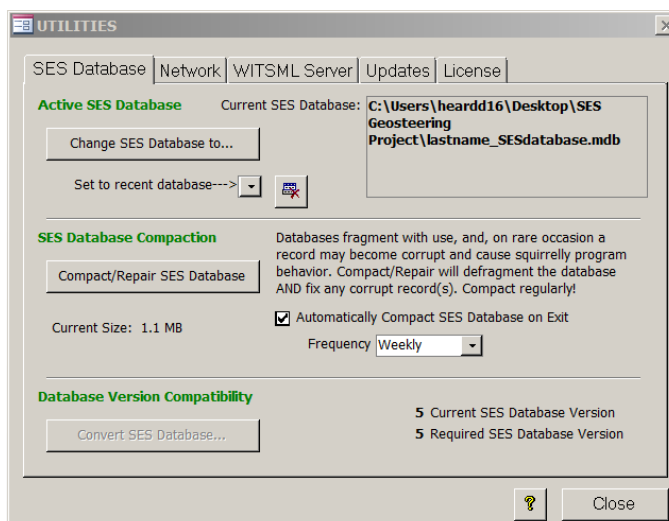 UTILITIES
SES Database
Network
WITSML Server
Updates
License
Active SES Database
Current SES Database:
C:\Users\heardd16\Desktop\SES
Geosteering
Project\lastname_SESdatabase.mdb
Change SES Database to...
Set to recent database--->
SES Database Compaction
Databases fragment with use, and, on rare occasion a
record may become corrupt and cause squirrelly program
behavior. Compact/Repair will defragment the database
AND fix any corrupt record(s). Compact regularly!
Compact/Repair SES Database
Current Size: 1.1 MB
Automatically Compact SES Database on Exit
Frequency Weekly
Database Version Compatibility
Convert SES Database...
5 Current SES Database Version
5 Required SES Database Version
?
Close